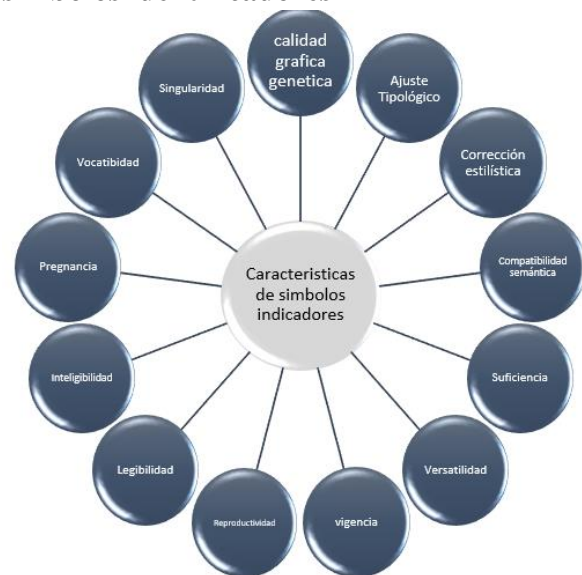 calidad
grafica
genetica
Ajuste
Tipológico
Corrección
estilística
Compatibilidad
semántica
Suficiencia
Versatilidad
vigencia
Reproductividad
Legibilidad
Inteligibilidad
Pregnancia
Vocatibidad
Singularidad
Caracteristicas
de simbolos
indicadores